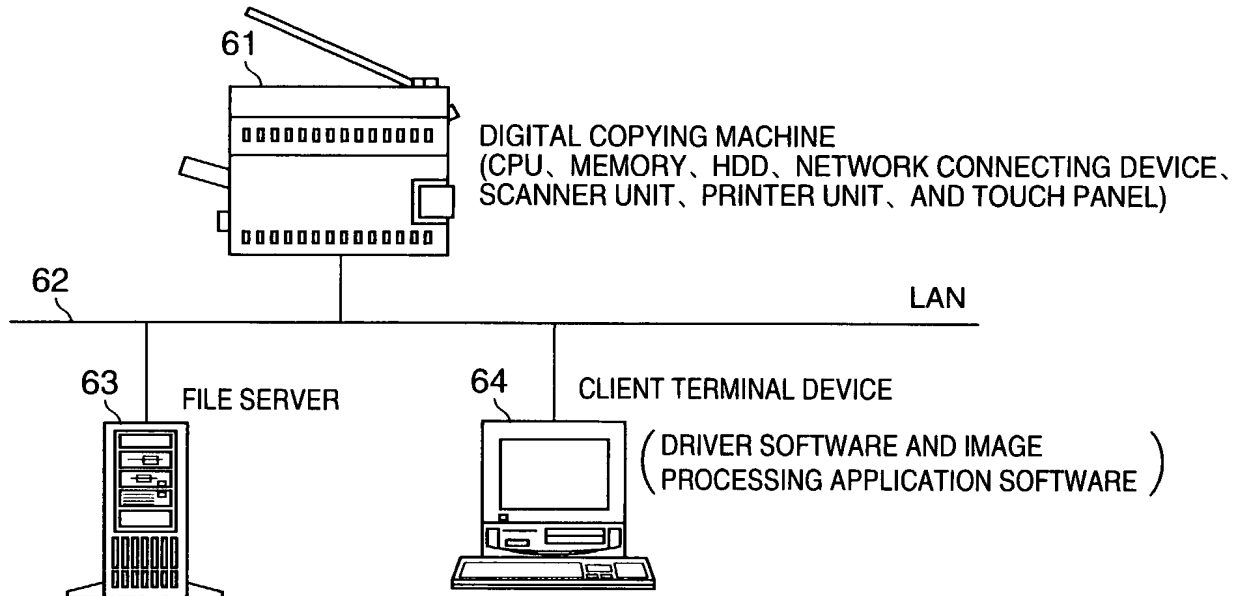 61
DIGITAL COPYING MACHINE
(CPU、MEMORY、HDD、NETWORK CONNECTING DEVICE、
SCANNER UNIT、PRINTER UNIT、AND TOUCH PANEL)
62
LAN
63
FILE SERVER
64
CLIENT TERMINAL DEVICE
(DRIVER SOFTWARE AND IMAGE
PROCESSING APPLICATION SOFTWARE)